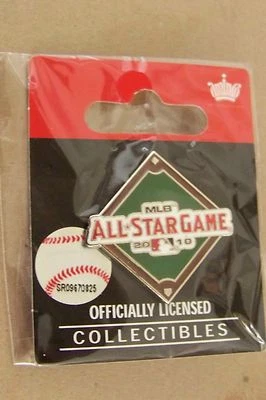 MLB
ALL★STAR GAME
2010
SR09670825
OFFICIALLY LICENSED
COLLECTIBLES